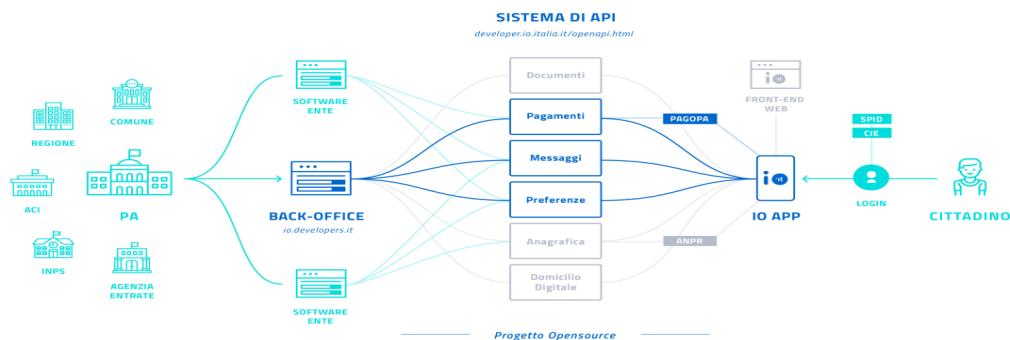 SISTEMA DI API
developer.io.italia.it/openapi.html
REGIONE
COMUNE
ACI
PA
INPS
AGENZIA
ENTRATE
SOFTWARE
ENTE
BACK-OFFICE
io.developers.it
SOFTWARE
ENTE
Documenti
Pagamenti
Messaggi
Preferenze
Anagrafica
Domicilio
Digitale
PAGOPA
ANPR
io
FRONT-END
WEB
io
IO APP
SPID
CIE
LOGIN
CITTADINO
Progetto Opensource